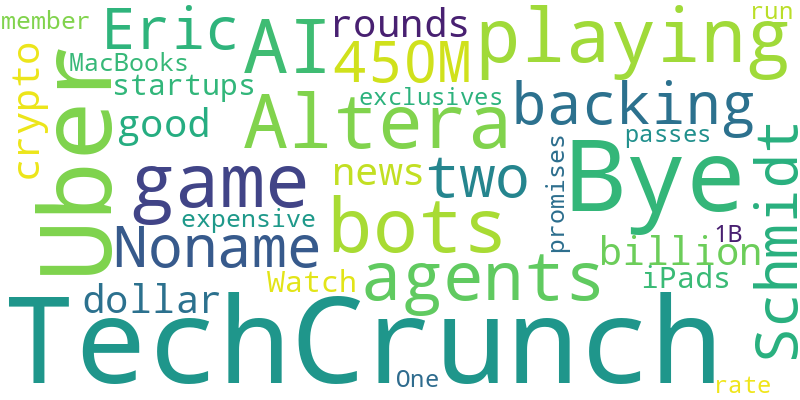 member
Eric
AI
rounds
playing
run
MacBooks
450M
crypto
Uber
startups
exclusives
backing
good
Altera
passes
Bye
Schmidt
game
news
two
promises
expensive
bots
Noname
1B
billion
Watch
agents
iPads
dollar
TechCrunch
One
rate